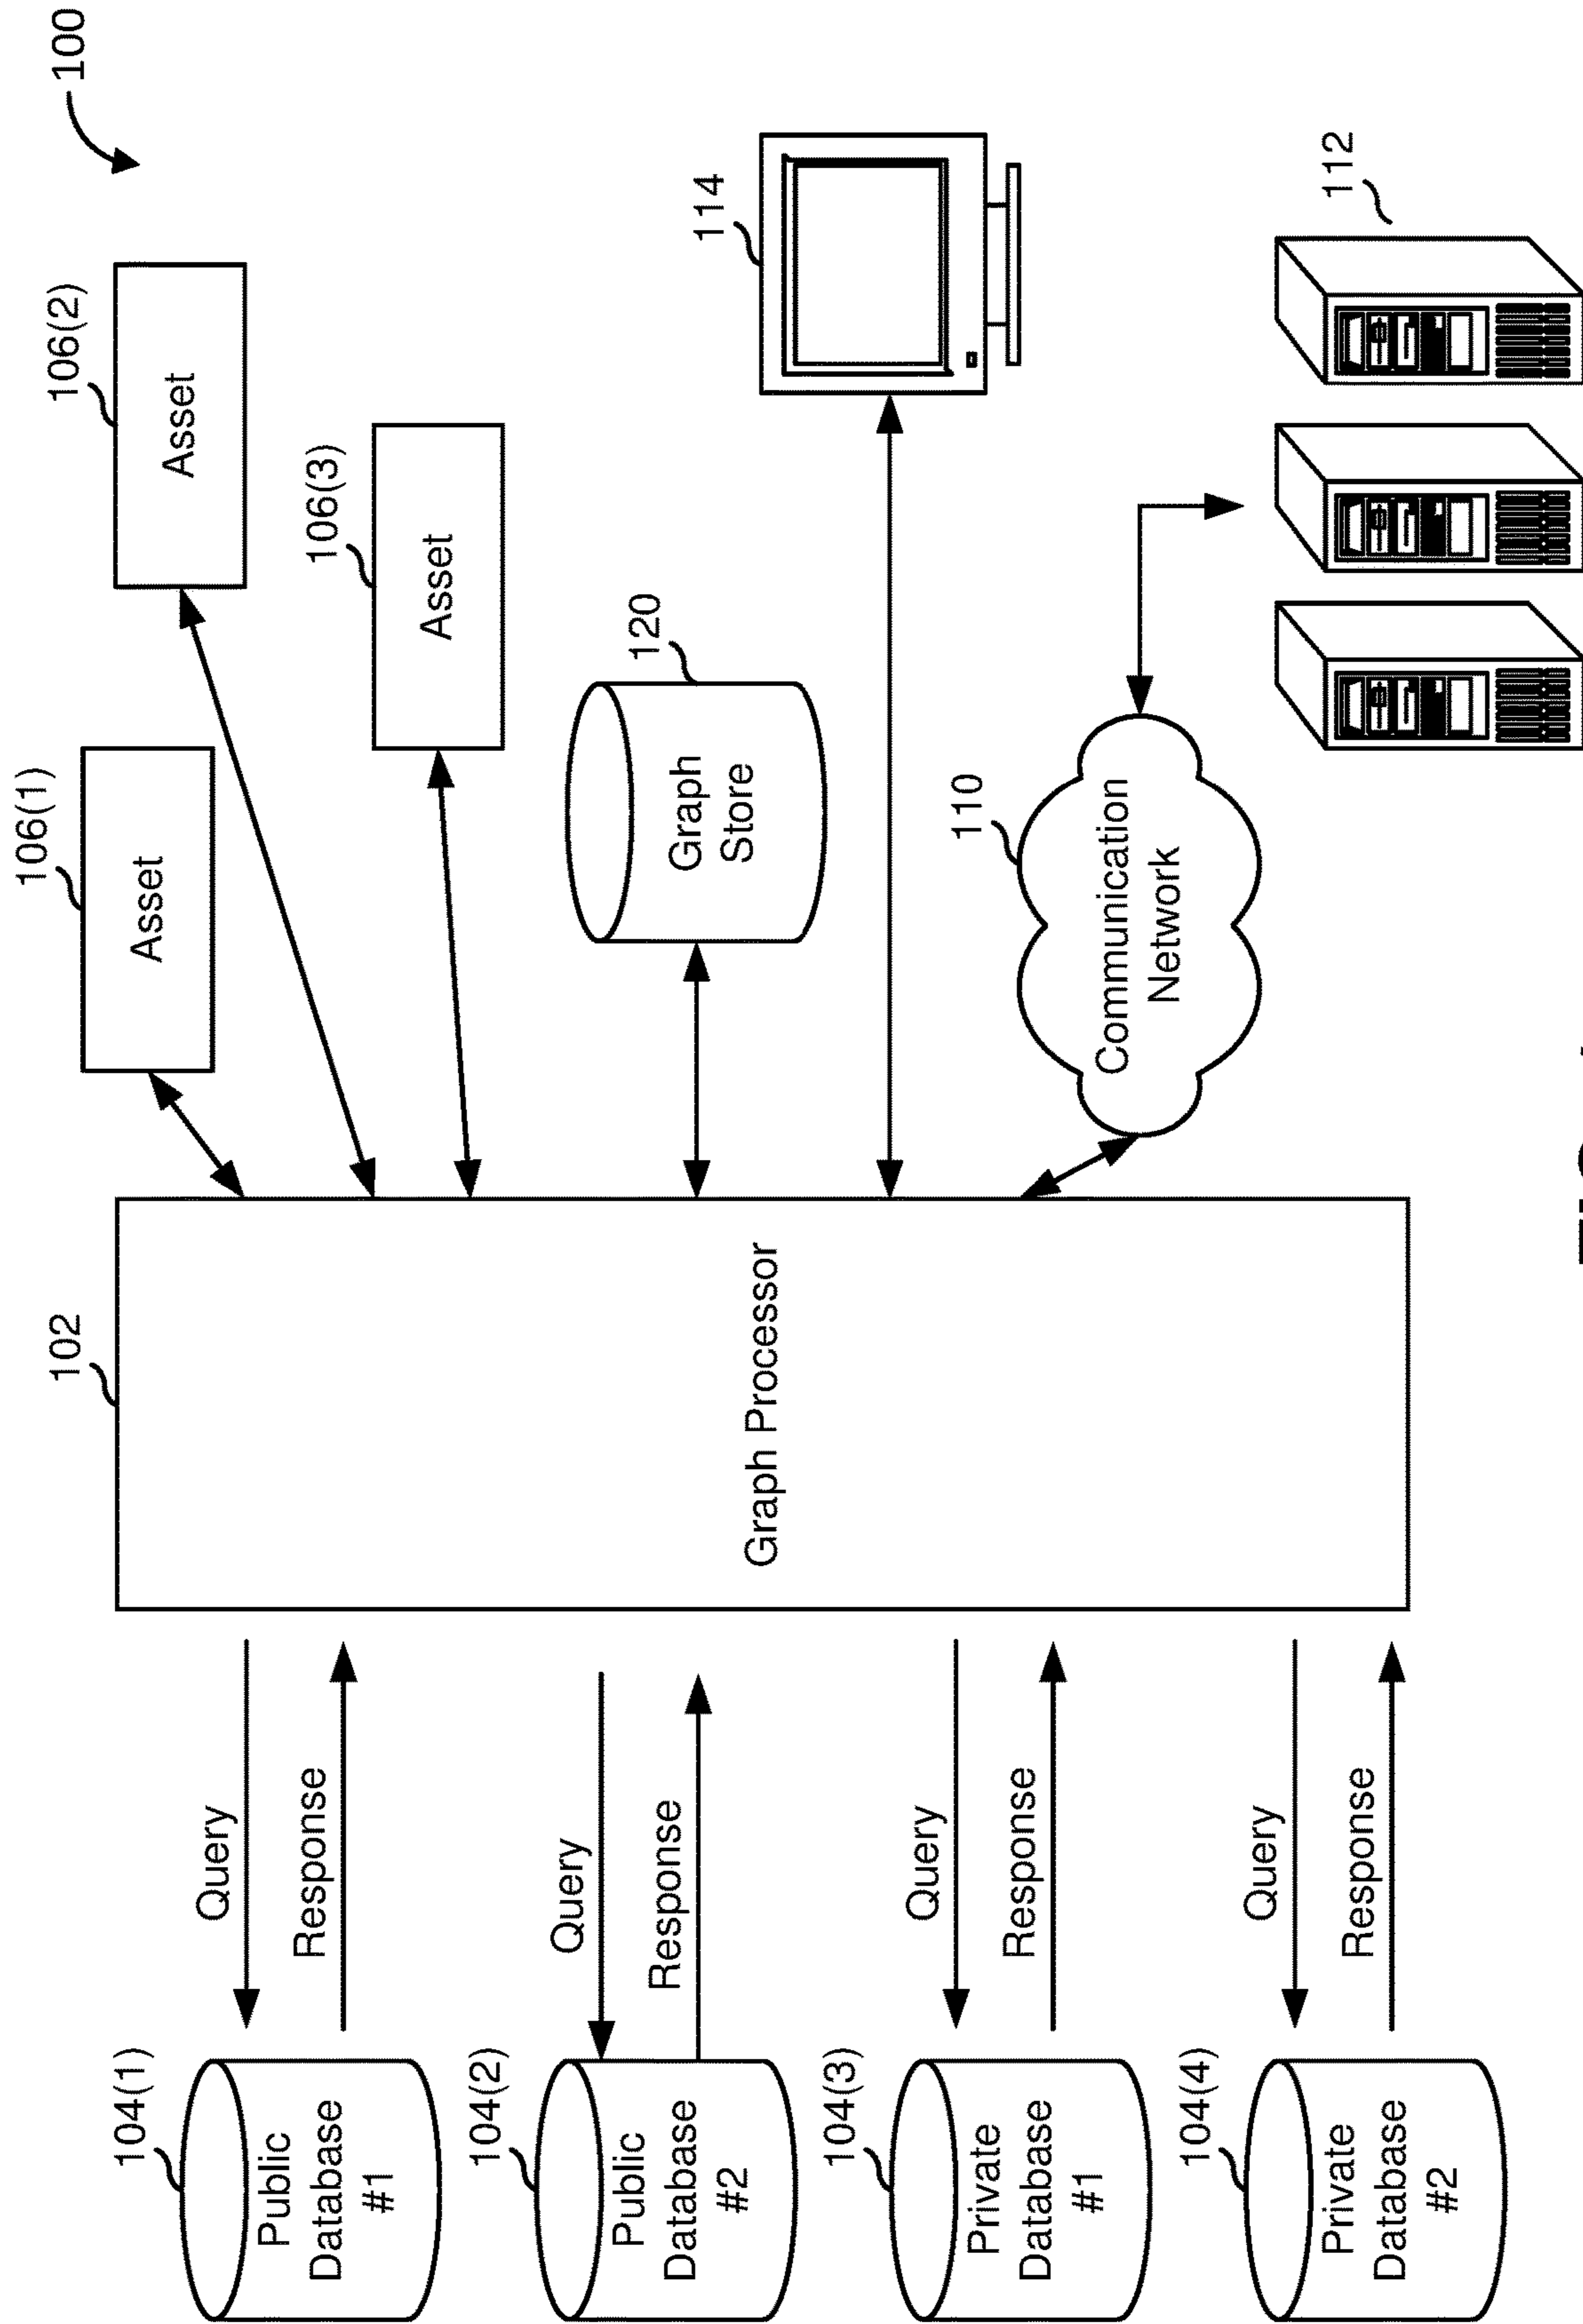 100
106(1)
Asset
106(2)
Asset
106(3)
Asset
102
Graph Processor
120
Graph
Store
114
110
Communication
Network
112
104(1)
Public
Database
#1
Query
Response
104(2)
Public
Database
#2
Query
Response
104(3)
Private
Database
#1
Query
Response
104(4)
Private
Database
#2
Query
Response